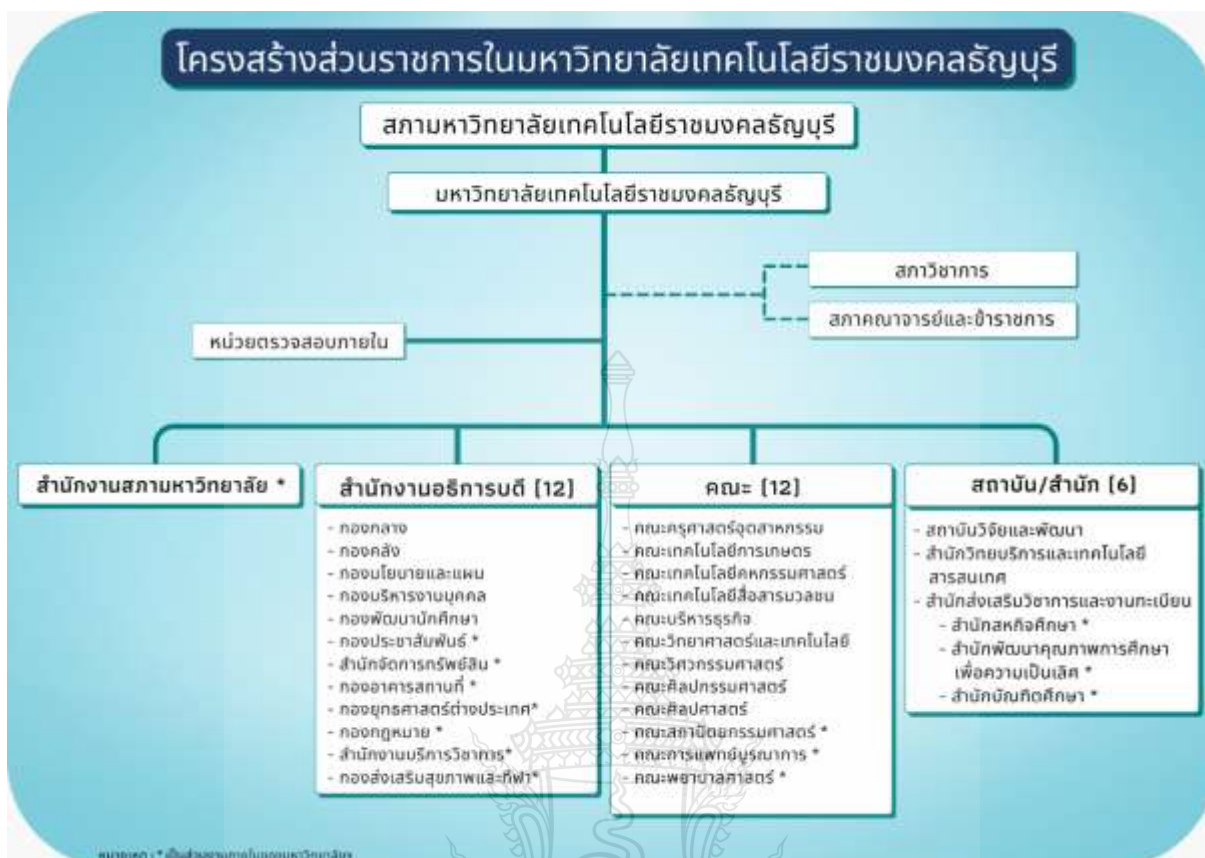 โครงสร้างส่วนราชการในมหาวิทยาลัยเทคโนโลยีราชมงคลธัญบุรี
สภามหาวิทยาลัยเทคโนโลยีราชมงคลธัญบุรี
มหาวิทยาลัยเทคโนโลยีราชมงคลธัญบุรี
สภาวิชาการ
สภาคณาจารย์และข้าราชการ
หน่วยตรวจสอบภายใน
สำนักงานสภามหาวิทยาลัย *
สำนักงานอธิการบดี (12)
- กองกลาง
- กองคลัง
- กองนโยบายและแผน
- กองบริหารงานบุคคล
- กองพัฒนานักศึกษา
- กองประชาสัมพันธ์ *
- สำนักจัดการทรัพย์สิน *
- กองอาคารสถานที่ *
- กองยุทธศาสตร์ต่างประเทศ*
- กองกฎหมาย *
- สำนักงานบริการวิชาการ*
- กองส่งเสริมสุขภาพและกีฬา*
คณะ (12)
- คณะครุศาสตร์อุตสาหกรรม
- คณะเทคโนโลยีการเกษตร
- คณะเทคโนโลยีคหกรรมศาสตร์
- คณะเทคโนโลยีสื่อสารมวลชน
- คณะบริหารธุรกิจ
- คณะวิทยาศาสตร์และเทคโนโลยี
- คณะวิศวกรรมศาสตร์
- คณะศิลปกรรมศาสตร์
- คณะศิลปศาสตร์
- คณะสถาปัตยกรรมศาสตร์ *
- คณะการแพทย์บูรณาการ *
- คณะพยาบาลศาสตร์ *
สถาบัน/สำนัก (6)
- สถาบันวิจัยและพัฒนา
- สำนักวิทยบริการและเทคโนโลยี
สารสนเทศ
- สำนักส่งเสริมวิชาการและงานทะเบียน
- สำนักสหกิจศึกษา *
- สำนักพัฒนาคุณภาพการศึกษา
เพื่อความเป็นเลิศ *
- สำนักบัณฑิตศึกษา *
หมายเหตุ : * เป็นส่วนงานภายในของมหาวิทยาลัยฯ